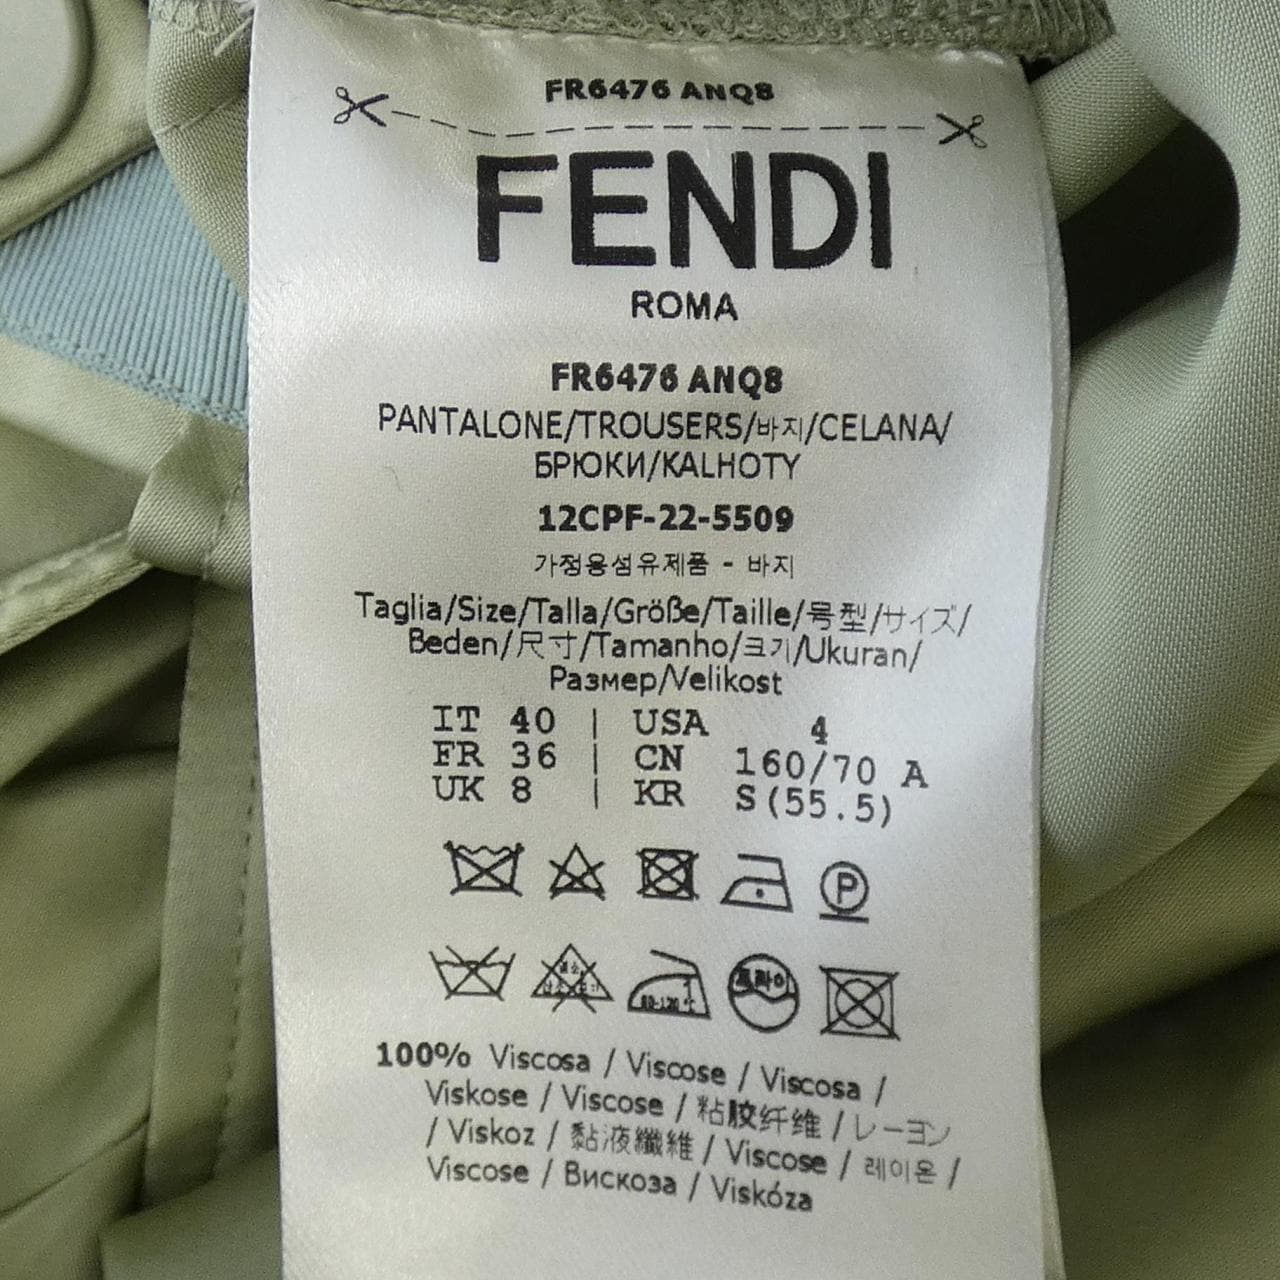 FR6476 ANQ8
FENDI
ROMA
FR6476 ANQ8
PANTALONE/TROUSERS/바지/CELANA/
БРЮКИ/KALHOTY
12CPF-22-5509
가정용섬유제품 - 바지
Taglia/Size/Talla/Größe/Taille/号型/サイズ/
Beden/尺寸/Tamanho/크기/Ukuran/
Размер/Velikost
IT 40 | USA 4
FR 36 | CN 160/70 A
UK 8 | KR S(55.5)
P
드라이
100% Viscosa / Viscose / Viscosa /
Viskose / Viscose / 粘胶纤维 / レーヨン
/ Viskoz / 黏液纖維 / Viscose / 레이온 /
Viscose / Вискоза / Viskóza